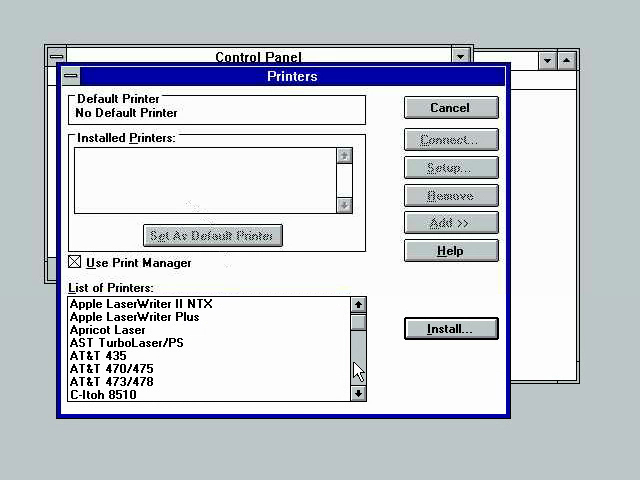 Control Panel
Printers
Default Printer
No Default Printer
Cancel
Installed Printers:
Connect...
Setup...
Remove
Add >>
Set As Default Printer
Help
Use Print Manager
List of Printers:
Apple LaserWriter II NTX
Apple LaserWriter Plus
Apricot Laser
AST TurboLaser/PS
AT&T 435
AT&T 470/475
AT&T 473/478
C-Itoh 8510
Install...